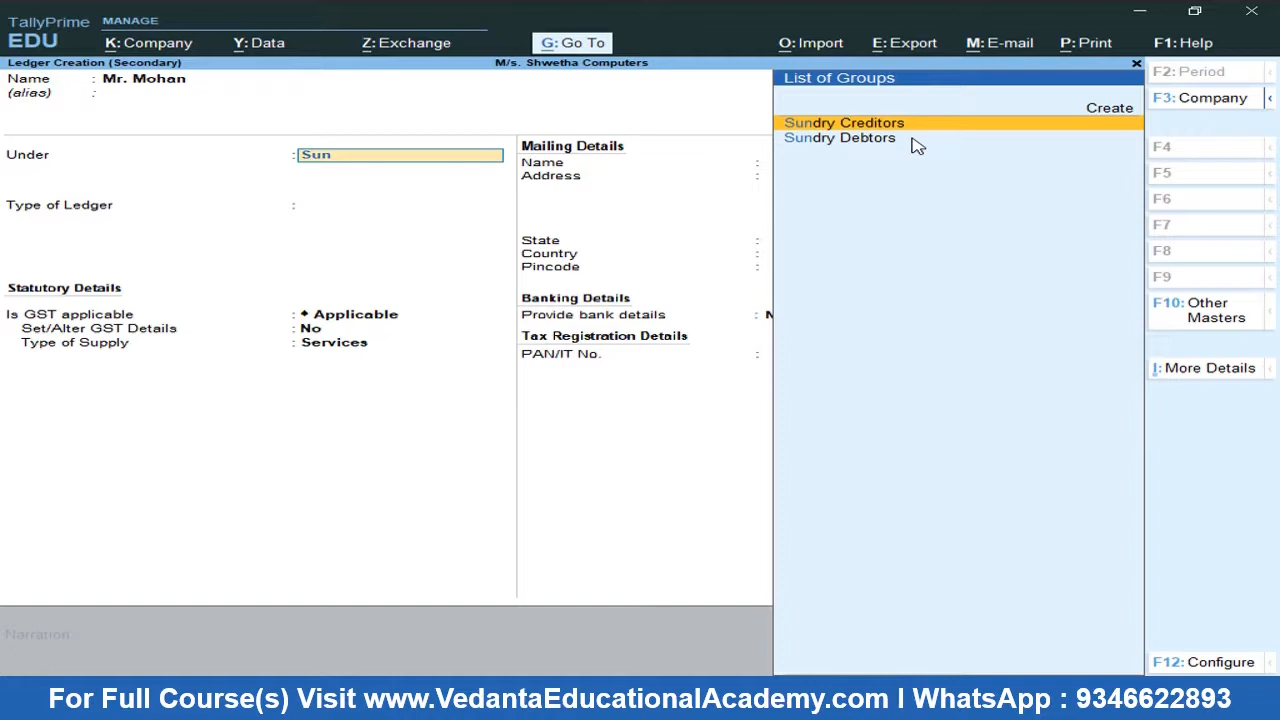 TallyPrime
EDU
MANAGE
K: Company
Y: Data
Z: Exchange
G: Go To
O: Import
E: Export
M: E-mail
P: Print
F1: Help
Ledger Creation (Secondary)
M/s. Shwetha Computers
Name : Mr. Mohan
(alias) :
Under : Sun
Type of Ledger :
Statutory Details
Is GST applicable : ♦ Applicable
Set/Alter GST Details : No
Type of Supply : Services
Mailing Details
Name :
Address :
State :
Country :
Pincode :
Banking Details
Provide bank details : N
Tax Registration Details
PAN/IT No. :
Narration
List of Groups
Create
Sundry Creditors
Sundry Debtors
F2: Period
F3: Company
F4
F5
F6
F7
F8
F9
F10: Other
Masters
I: More Details
F12: Configure
For Full Course(s) Visit www.VedantaEducationalAcademy.com I WhatsApp : 9346622893